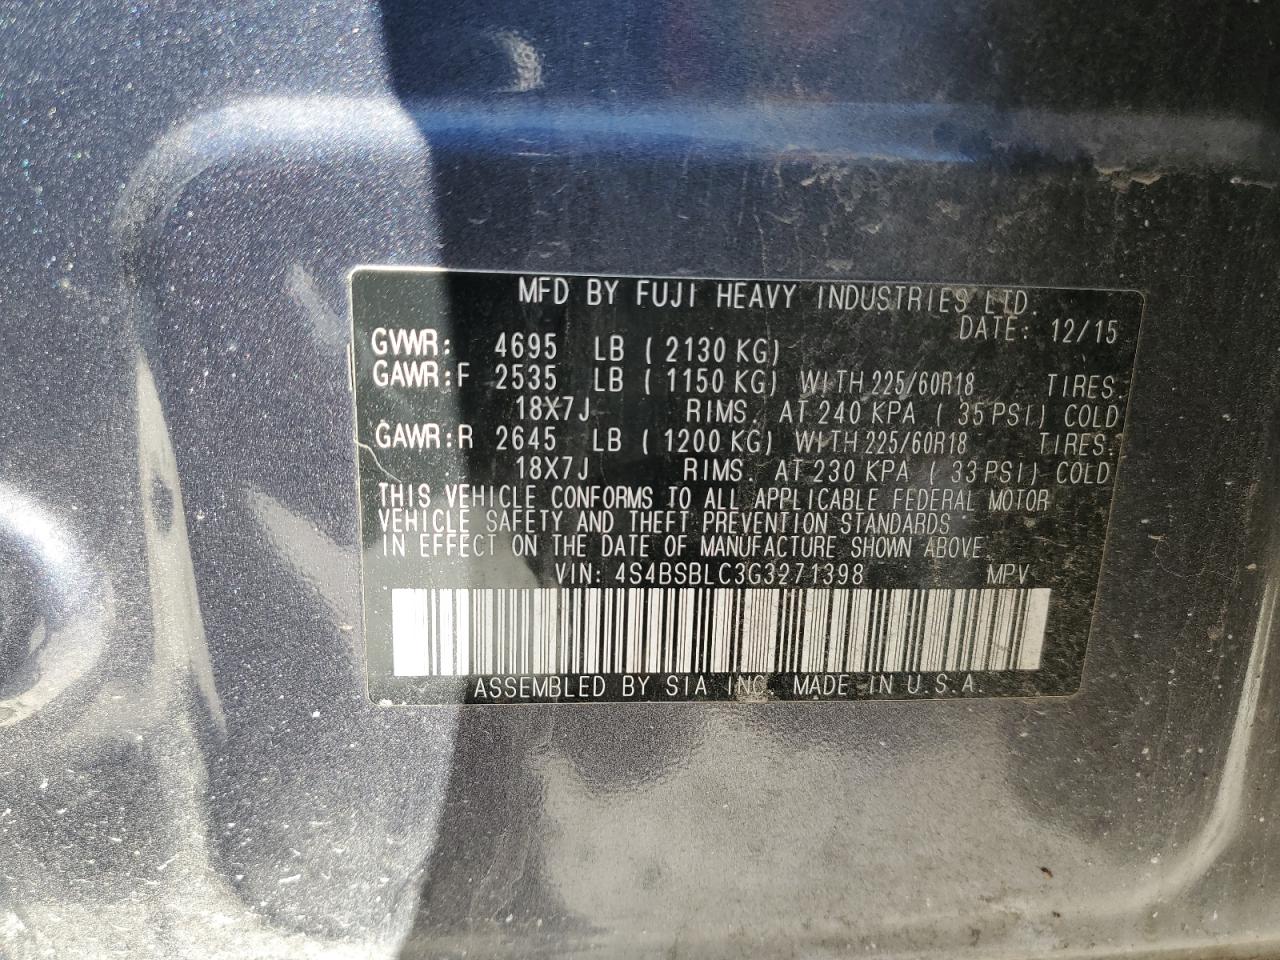 MFD BY FUJI HEAVY INDUSTRIES LTD.
DATE: 12/15
GVWR: 4695 LB ( 2130 KG)
GAWR:F 2535 LB ( 1150 KG) WITH 225/60R18 TIRES.
18X7J RIMS. AT 240 KPA ( 35 PSI) COLD
GAWR:R 2645 LB ( 1200 KG) WITH 225/60R18 TIRES.
18X7J RIMS. AT 230 KPA ( 33 PSI) COLD
THIS VEHICLE CONFORMS TO ALL APPLICABLE FEDERAL MOTOR
VEHICLE SAFETY AND THEFT PREVENTION STANDARDS
IN EFFECT ON THE DATE OF MANUFACTURE SHOWN ABOVE.
VIN: 4S4BSBLC3G3271398 MPV
ASSEMBLED BY SIA INC. MADE IN U.S.A.